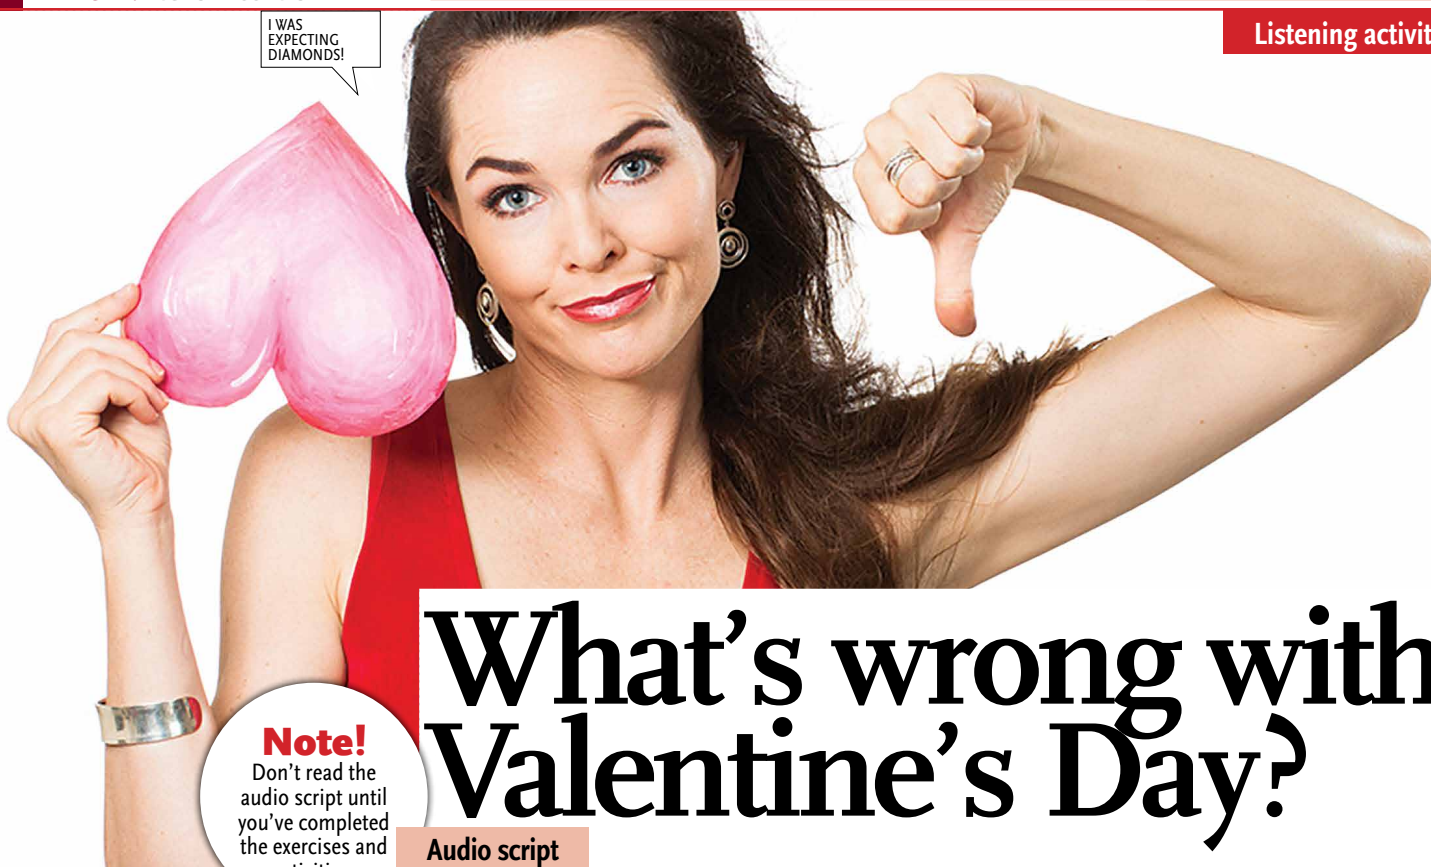 I WAS
EXPECTING
DIAMONDS!
Listening activit
What's wrong with
Valentine's Day?
Note!
Don't read the
audio script until
you've completed
the exercises and
Audio script